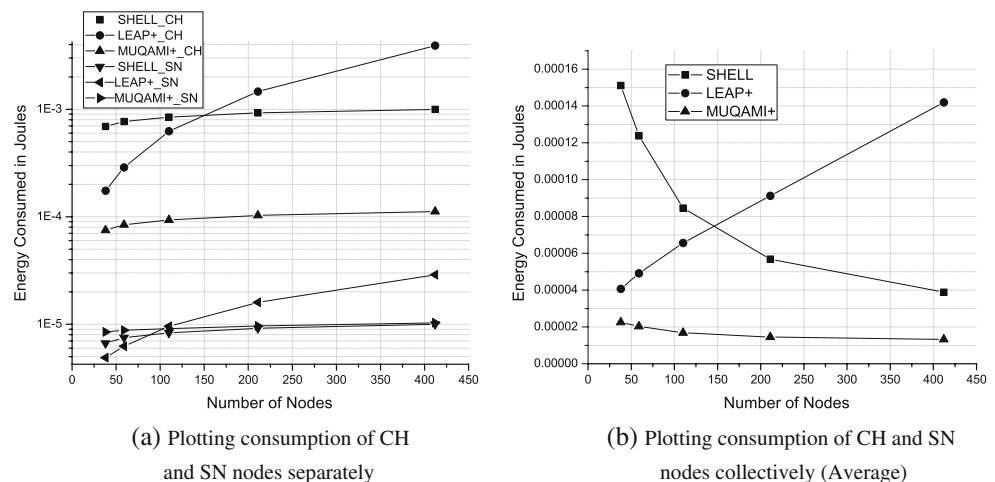 SHELL_CH
LEAP+_CH
MUQAMI+_CH
SHELL_SN
LEAP+_SN
MUQAMI+_SN
1E-3
1E-4
1E-5
Energy Consumed in Joules
0 50 100 150 200 250 300 350 400 450
Number of Nodes
(a) Plotting consumption of CH
and SN nodes separately
SHELL
LEAP+
MUQAMI+
0.00016
0.00014
0.00012
0.00010
0.00008
0.00006
0.00004
0.00002
0.00000
Energy Consumed in Joules
0 50 100 150 200 250 300 350 400 450
Number of Nodes
(b) Plotting consumption of CH and SN
nodes collectively (Average)